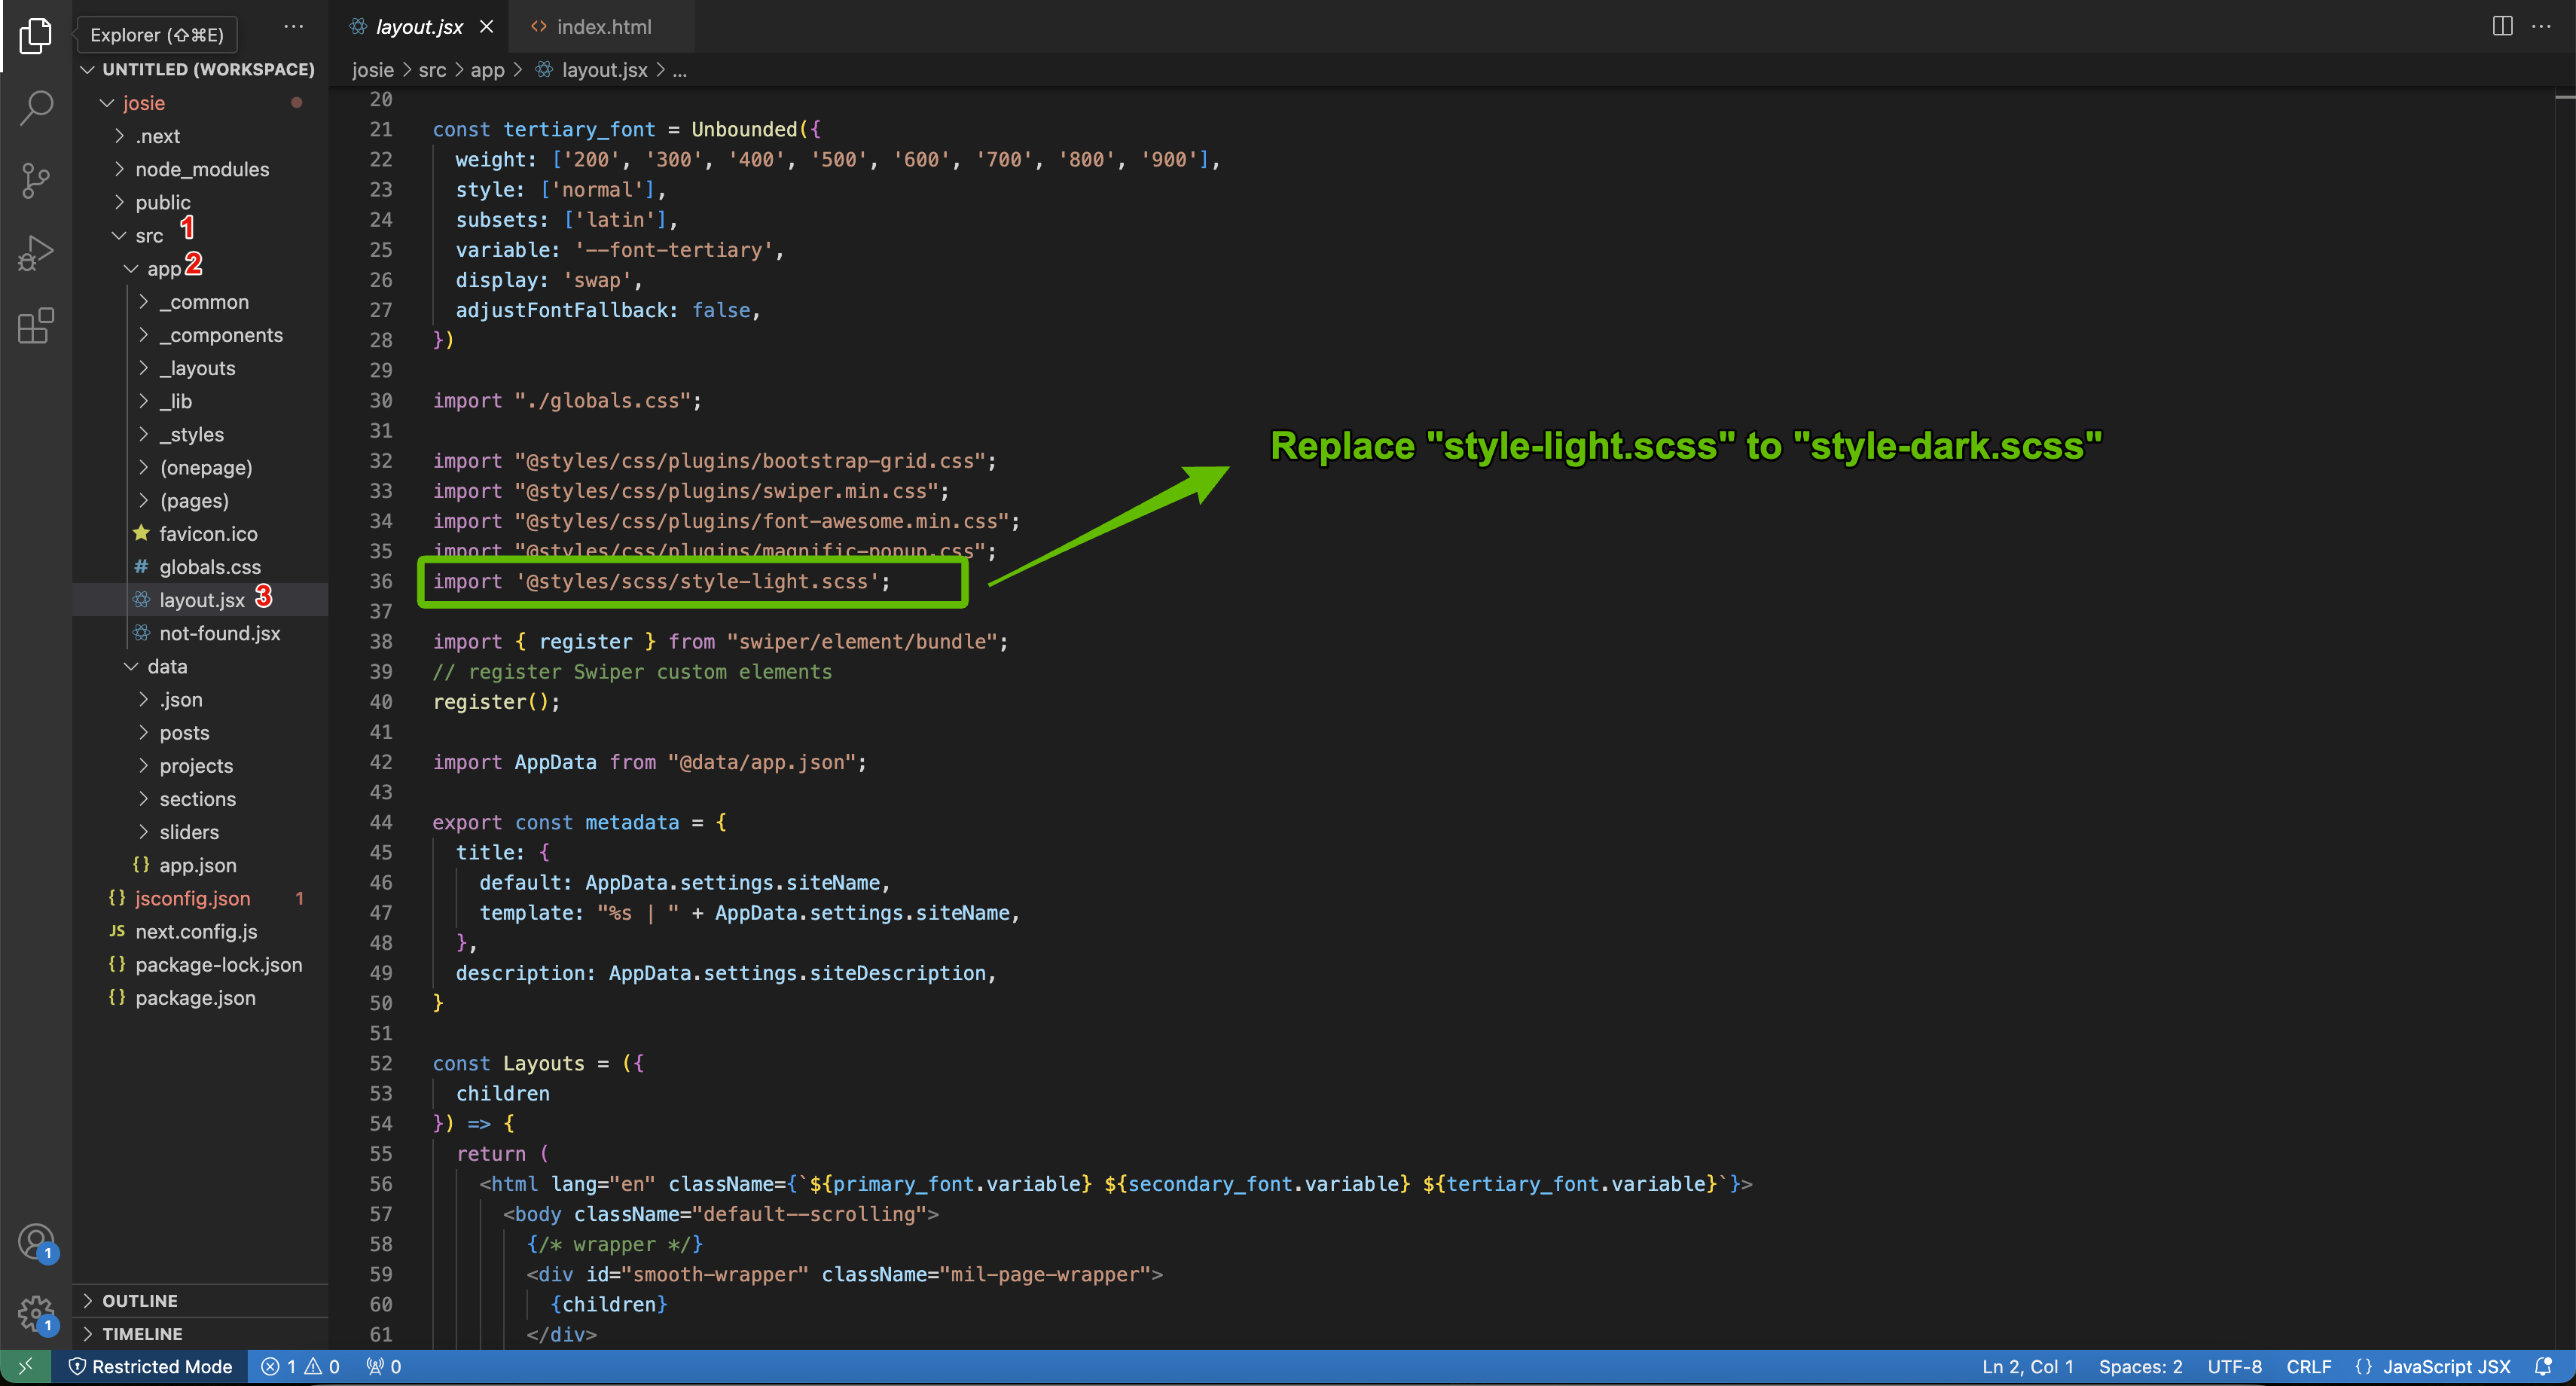 Explorer (⇧⌘E)
UNTITLED (WORKSPACE)
josie
.next
node_modules
public
1
src
2
app
_common
_components
_layouts
_lib
_styles
(onepage)
(pages)
favicon.ico
# globals.css
layout.jsx 3
not-found.jsx
data
.json
posts
projects
sections
sliders
{} app.json
{} jsconfig.json 1
JS next.config.js
{} package-lock.json
{} package.json
OUTLINE
TIMELINE
1
1
layout.jsx
<> index.html
josie > src > app > layout.jsx > ...
20
21 const tertiary_font = Unbounded({
22 weight: ['200', '300', '400', '500', '600', '700', '800', '900'],
23 style: ['normal'],
24 subsets: ['latin'],
25 variable: '--font-tertiary',
26 display: 'swap',
27 adjustFontFallback: false,
28 })
29
30 import "./globals.css";
31
32 import "@styles/css/plugins/bootstrap-grid.css";
33 import "@styles/css/plugins/swiper.min.css";
34 import "@styles/css/plugins/font-awesome.min.css";
35 import "@styles/css/plugins/magnific-popup.css";
36 import '@styles/scss/style-light.scss';
37
38 import { register } from "swiper/element/bundle";
39 // register Swiper custom elements
40 register();
41
42 import AppData from "@data/app.json";
43
44 export const metadata = {
45 title: {
46 default: AppData.settings.siteName,
47 template: "%s | " + AppData.settings.siteName,
48 },
49 description: AppData.settings.siteDescription,
50 }
51
52 const Layouts = ({
53 children
54 }) => {
55 return (
56 <html lang="en" className={`${primary_font.variable} ${secondary_font.variable} ${tertiary_font.variable}`}>
57 <body className="default--scrolling">
58 {/* wrapper */}
59 <div id="smooth-wrapper" className="mil-page-wrapper">
60 {children}
61 </div>
Replace "style-light.scss" to "style-dark.scss"
Restricted Mode 1 0 0 Ln 2, Col 1 Spaces: 2 UTF-8 CRLF {} JavaScript JSX